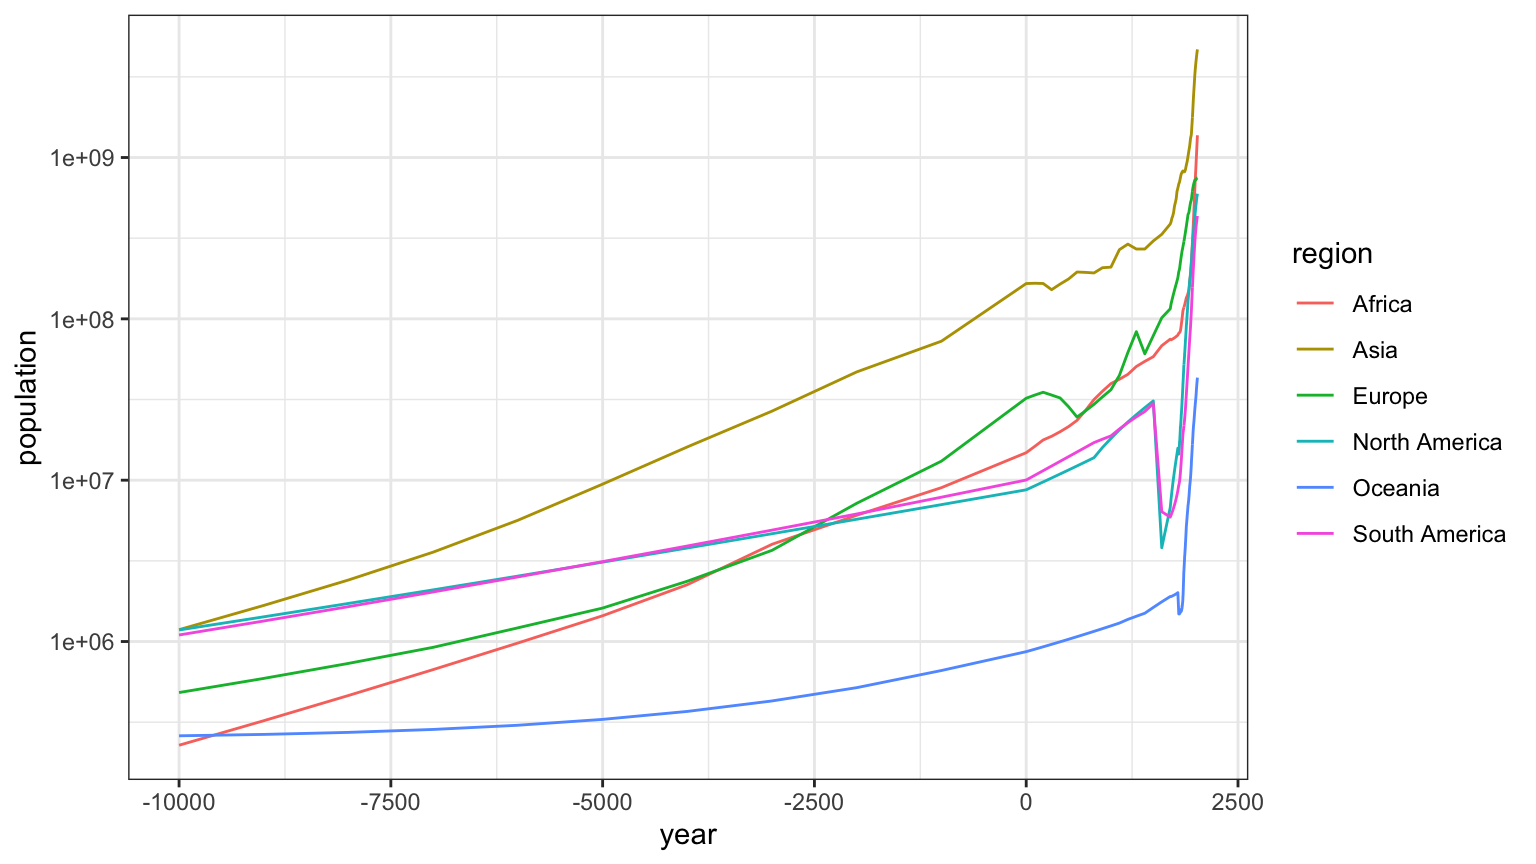 population
1e+09
1e+08
1e+07
1e+06
-10000
-7500
-5000
-2500
0
2500
year
region
Africa
Asia
Europe
North America
Oceania
South America